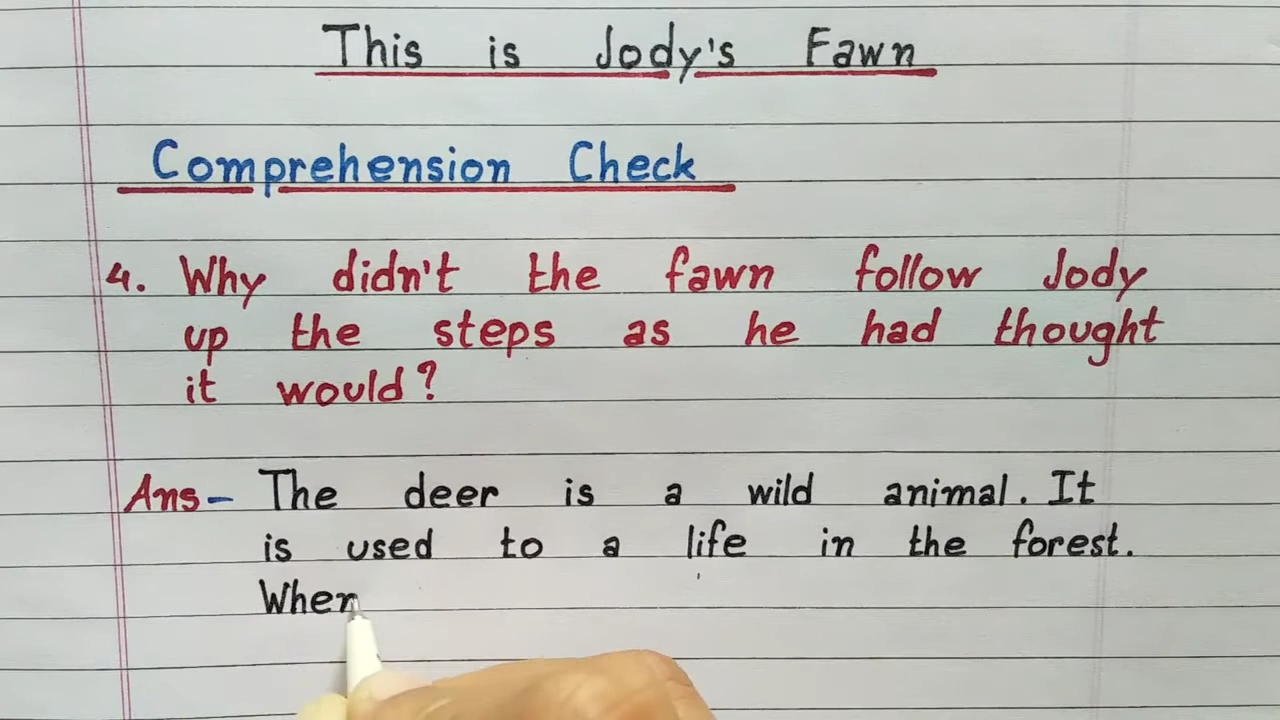 This is Jody's Fawn
Comprehension Check
4. Why didn't the fawn follow Jody
up the steps as he had thought
it would?
Ans- The deer is a wild animal. It
is used to a life in the forest.
When